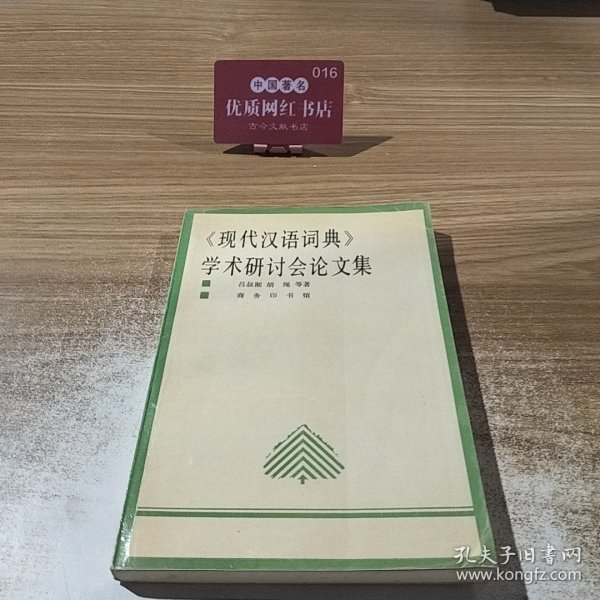 016
中国著名
优质网红书店
古今文献书店
《现代汉语词典》
学术研讨会论文集
吕叔湘 胡 绳 等著
商 务 印 书 馆
孔夫子旧书网
www.kongfz.com